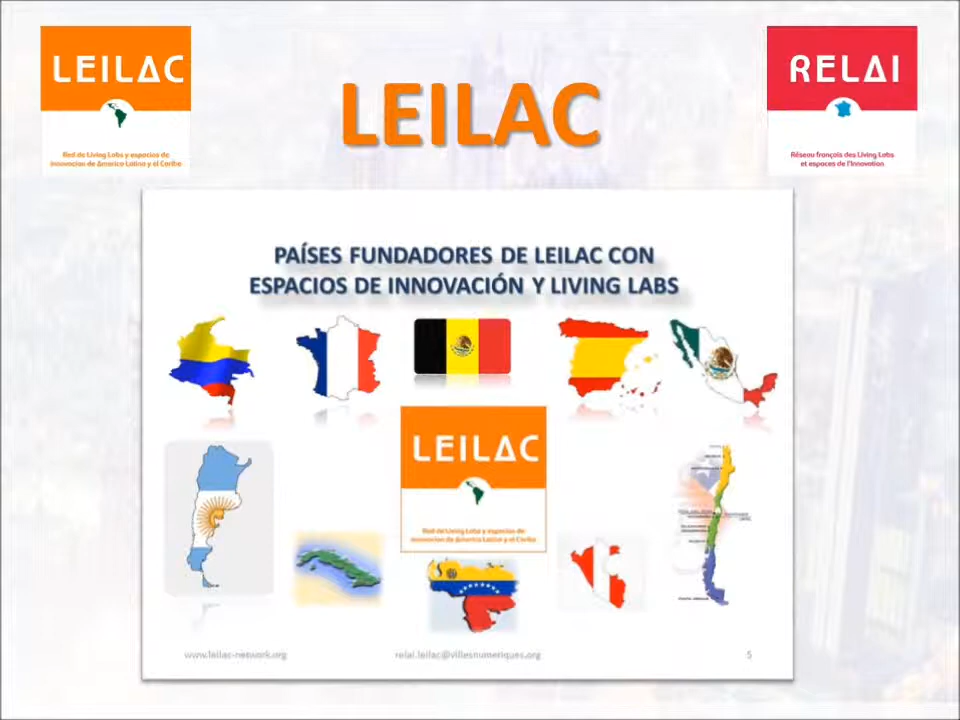 LEILAC
Red de Living Labs y espacios de
innovacion de America Latina y el Caribe
LEILAC
RELAI
Réseau français des Living Labs
et espaces de l'Innovation
PAÍSES FUNDADORES DE LEILAC CON
ESPACIOS DE INNOVACIÓN Y LIVING LABS
LEILAC
Red de Living Labs y espacios de
innovacion de America Latina y el Caribe
www.leilac-network.org
relai.leilac@villesnumeriques.org
5